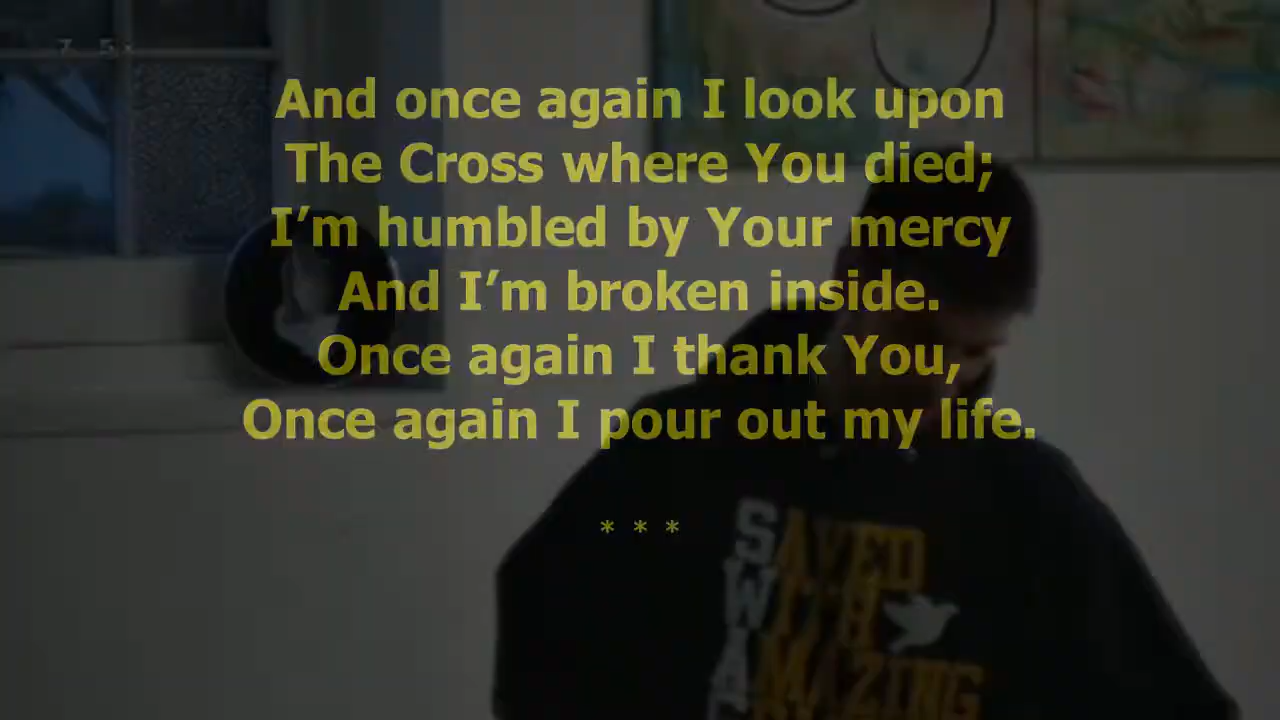 And once again I look upon
The Cross where You died;
I’m humbled by Your mercy
And I’m broken inside.
Once again I thank You,
Once again I pour out my life.
* * *
SAVED
WITH
AMAZING